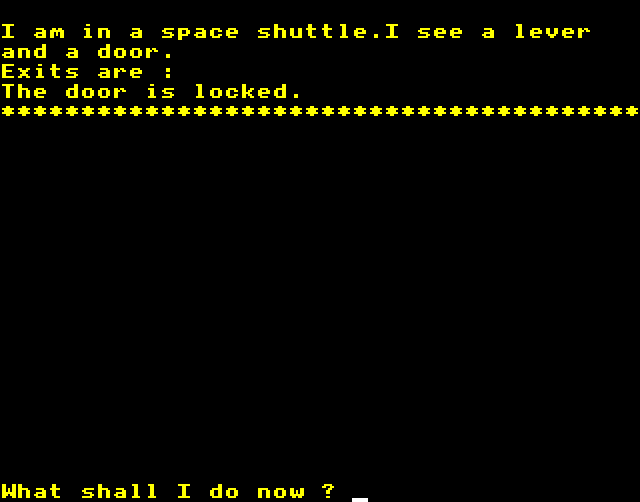 I am in a space shuttle.I see a lever
and a door.
Exits are :
The door is locked.
****************************************
What shall I do now ?